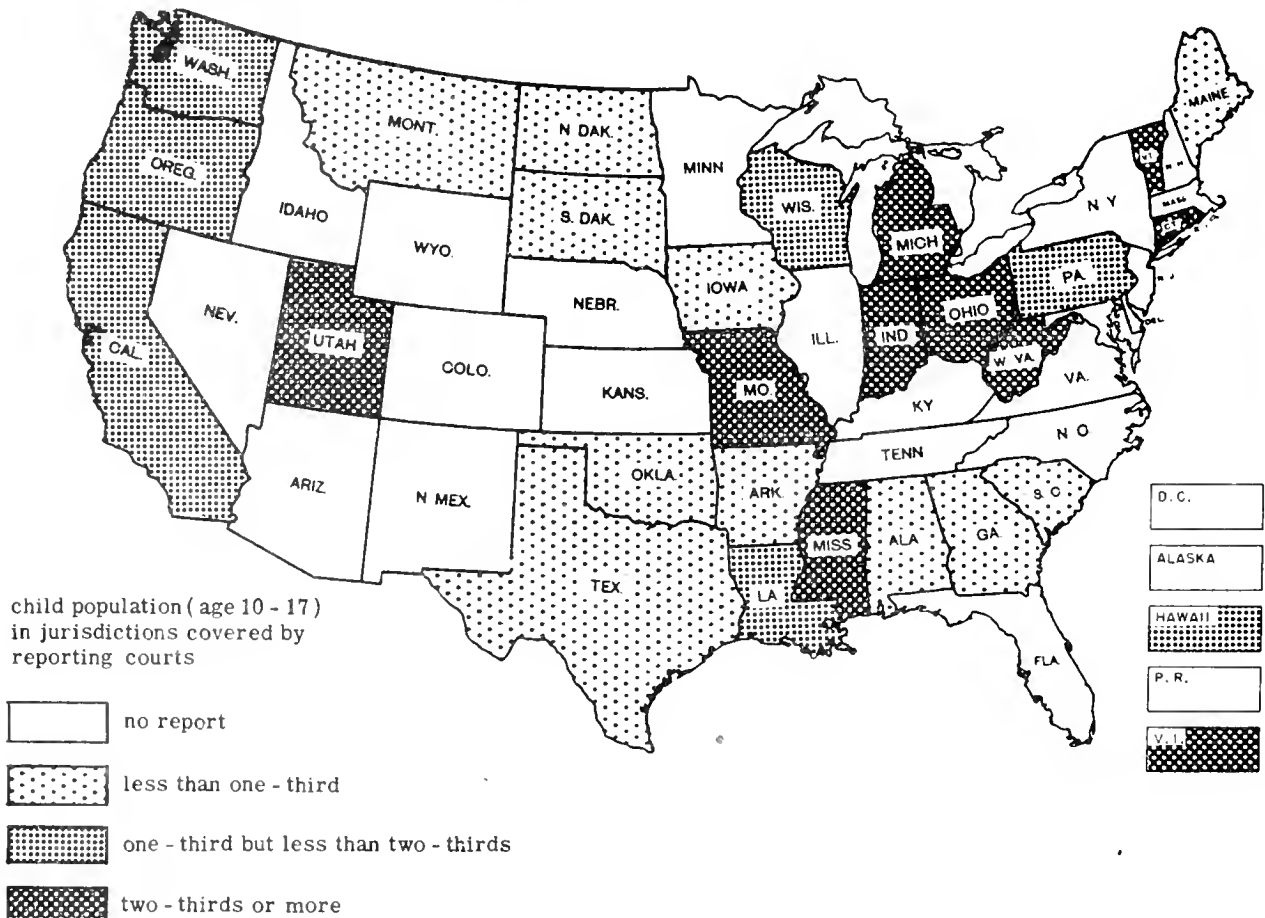 WASH.
MONT.
N DAK.
MINN
MAINE
OREG.
IDAHO
S. DAK.
WIS.
MICH
N Y
V.T.
N. H.
MASS
CT.
WYO.
IOWA
PA.
N. J.
NEBR.
NEV.
UTAH
ILL.
IND
OHIO
DEL.
CAL.
COLO.
KANS.
MO.
W VA.
VA.
KY
N C
TENN
ARIZ
N MEX.
OKLA.
ARK.
S. C
MISS
ALA
GA.
TEX.
LA
FLA.
D.C.
ALASKA
HAWAII
P.R.
V.I.
child population ( age 10 - 17 )
in jurisdictions covered by
reporting courts
no report
less than one - third
one - third but less than two - thirds
two - thirds or more